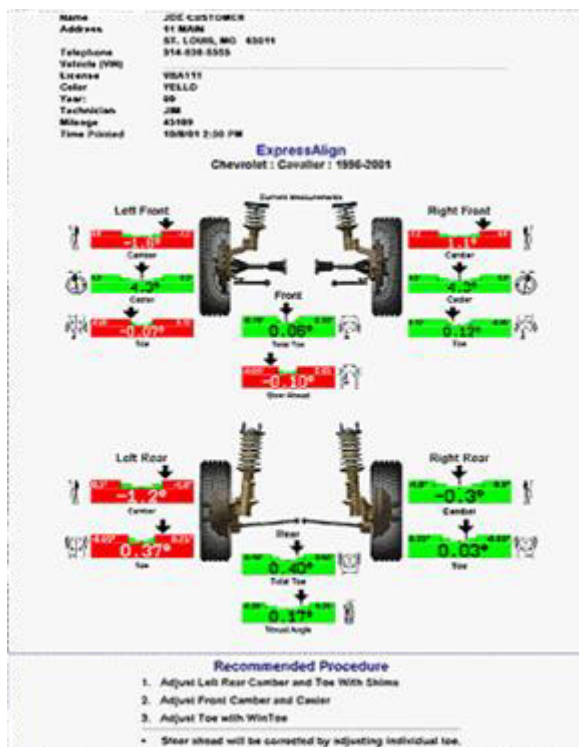 Name JOE CUSTOMER
Address 11 MAIN
ST. LOUIS, MO 63011
Telephone 314-838-5555
Vehicle (VIN)
License VISA111
Color YELLO
Year: 00
Technician JIM
Mileage 43189
Time Printed 10/8/01 2:50 PM
ExpressAlign
Chevrolet : Cavalier : 1996-2001
Current Measurements
Left Front
Right Front
-1.6°
1.1°
Camber
Camber
4.3°
4.3°
Caster
Caster
Front
-0.07°
0.06°
0.12°
Toe
Total Toe
Toe
-0.10°
Steer Ahead
Left Rear
Right Rear
-1.2°
-0.3°
Camber
Camber
Rear
0.37°
0.40°
0.03°
Toe
Total Toe
Toe
0.17°
Thrust Angle
Recommended Procedure
1. Adjust Left Rear Camber and Toe With Shims
2. Adjust Front Camber and Caster
3. Adjust Toe with WinToe
• Steer ahead will be corrected by adjusting individual toe.